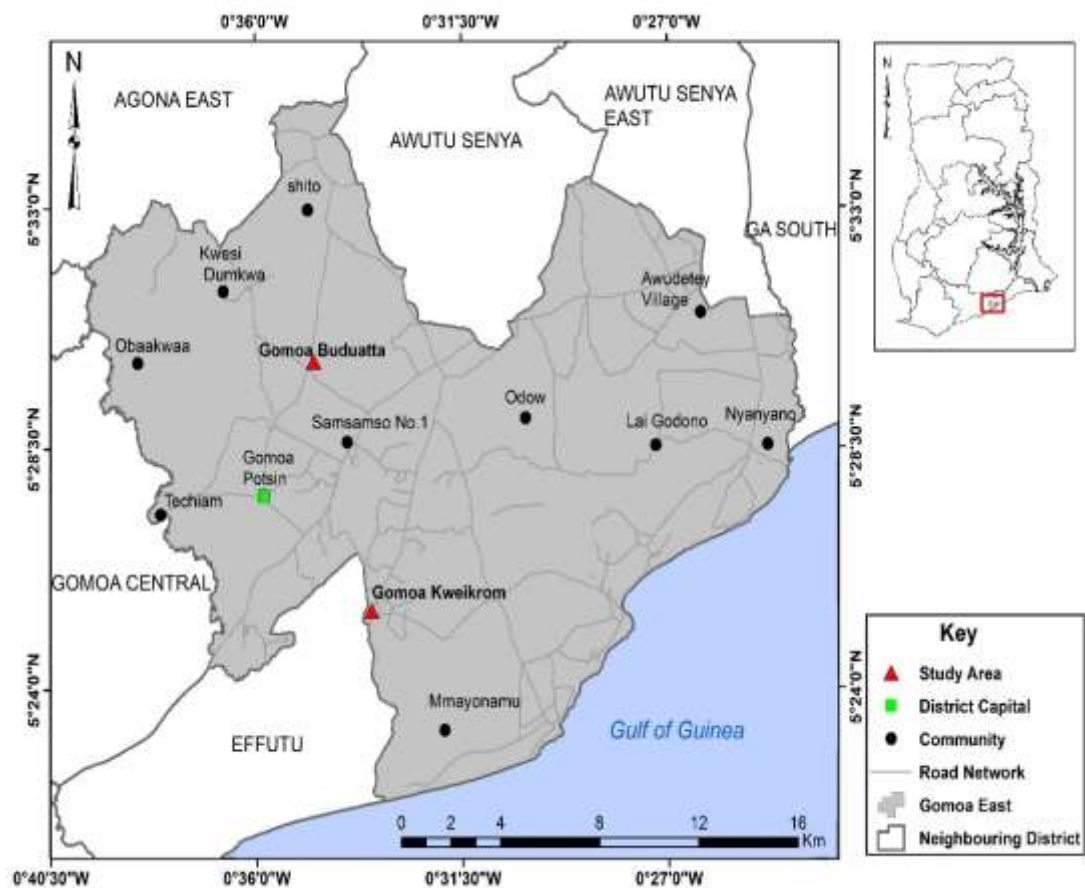 0°36'0"W 0°31'30"W 0°27'0"W
N
AGONA EAST
AWUTU SENYA
EAST
AWUTU SENYA
N
shito
5°33'0"N
5°33'0"N
GA SOUTH
Kwesi
Dumkwa
Awudetey
Village
Obaakwaa
Gomoa Buduatta
Odow
Samsamso No.1
Lai Godono
Nyanyano
5°28'30"N
5°28'30"N
Gomoa
Potsin
Techiam
GOMOA CENTRAL
Gomoa Kweikrom
Key
Study Area
District Capital
Community
Road Network
Gomoa East
Neighbouring District
5°24'0"N
5°24'0"N
Mmayonamu
EFFUTU
Gulf of Guinea
0 2 4 8 12 16
Km
0°40'30"W 0°36'0"W 0°31'30"W 0°27'0"W